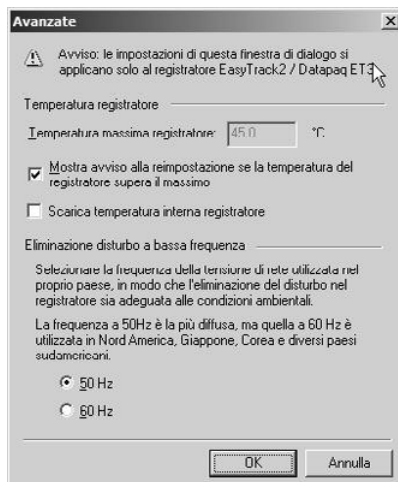 Avanzate
Avviso: le impostazioni di questa finestra di dialogo si
applicano solo al registratore EasyTrack2 / Datapaq ET3
Temperatura registratore
Temperatura massima registratore: 45.0 °C
Mostra avviso alla reimpostazione se la temperatura del
registratore supera il massimo
Scarica temperatura interna registratore
Eliminazione disturbo a bassa frequenza
Selezionare la frequenza della tensione di rete utilizzata nel
proprio paese, in modo che l'eliminazione del disturbo nel
registratore sia adeguata alle condizioni ambientali.
La frequenza a 50Hz è la più diffusa, ma quella a 60 Hz è
utilizzata in Nord America, Giappone, Corea e diversi paesi
sudamericani.
50 Hz
60 Hz
OK Annulla